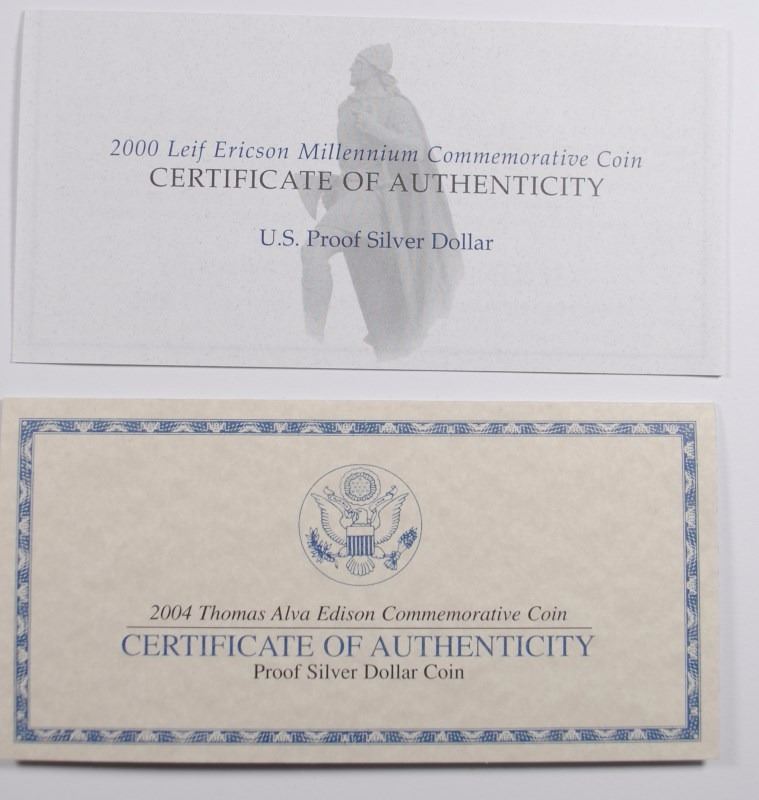 2000 Leif Ericson Millennium Commemorative Coin
CERTIFICATE OF AUTHENTICITY
U.S. Proof Silver Dollar
2004 Thomas Alva Edison Commemorative Coin
CERTIFICATE OF AUTHENTICITY
Proof Silver Dollar Coin